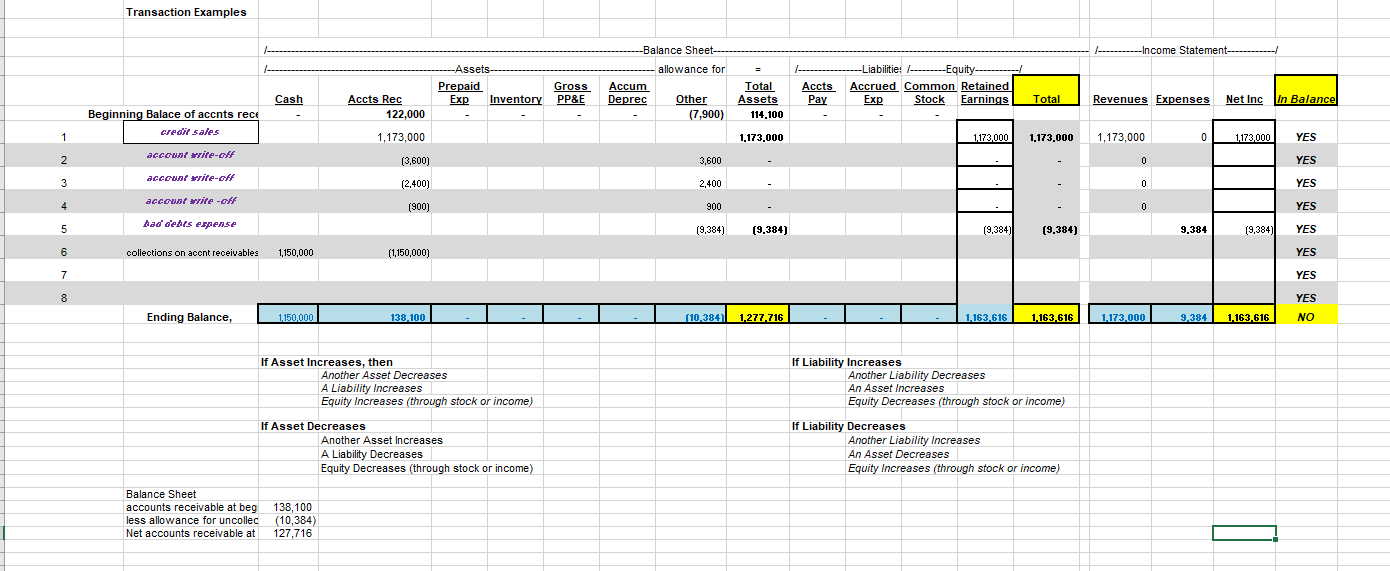 Transaction Examples
/-----Balance Sheet----- /-----Income Statement-----/
/-----Assets----- allowance for = /-----Liabilities /-----Equity-----/
Prepaid Gross Accum Total Accts Accrued Common Retained
Cash Accts Rec Exp Inventory PP&E Deprec Other Assets Pay Exp Stock Earnings Total Revenues Expenses Net Inc In Balance
Beginning Balace of accnts rece - 122,000 - - - - (7,900) 114,100 - - - -
1 credit sales 1,173,000 1,173,000 1,173,000 1,173,000 1,173,000 0 1,173,000 YES
2 account write-off (3,600) 3,600 - - - 0 YES
3 account write-off (2,400) 2,400 - - - 0 YES
4 account write -off (900) 900 - - - 0 YES
5 bad debts expense (9,384) (9,384) (9,384) (9,384) 9,384 (9,384) YES
6 collections on accnt receivables 1,150,000 (1,150,000) YES
7 YES
8 YES
Ending Balance, 1,150,000 138,100 - - - - (10,384) 1,277,716 - - - 1,163,616 1,163,616 1,173,000 9,384 1,163,616 NO
If Asset Increases, then
Another Asset Decreases
A Liability Increases
Equity Increases (through stock or income)
If Liability Increases
Another Liability Decreases
An Asset Increases
Equity Decreases (through stock or income)
If Asset Decreases
Another Asset Increases
A Liability Decreases
Equity Decreases (through stock or income)
If Liability Decreases
Another Liability Increases
An Asset Decreases
Equity Increases (through stock or income)
Balance Sheet
accounts receivable at beg 138,100
less allowance for uncollec (10,384)
Net accounts receivable at 127,716